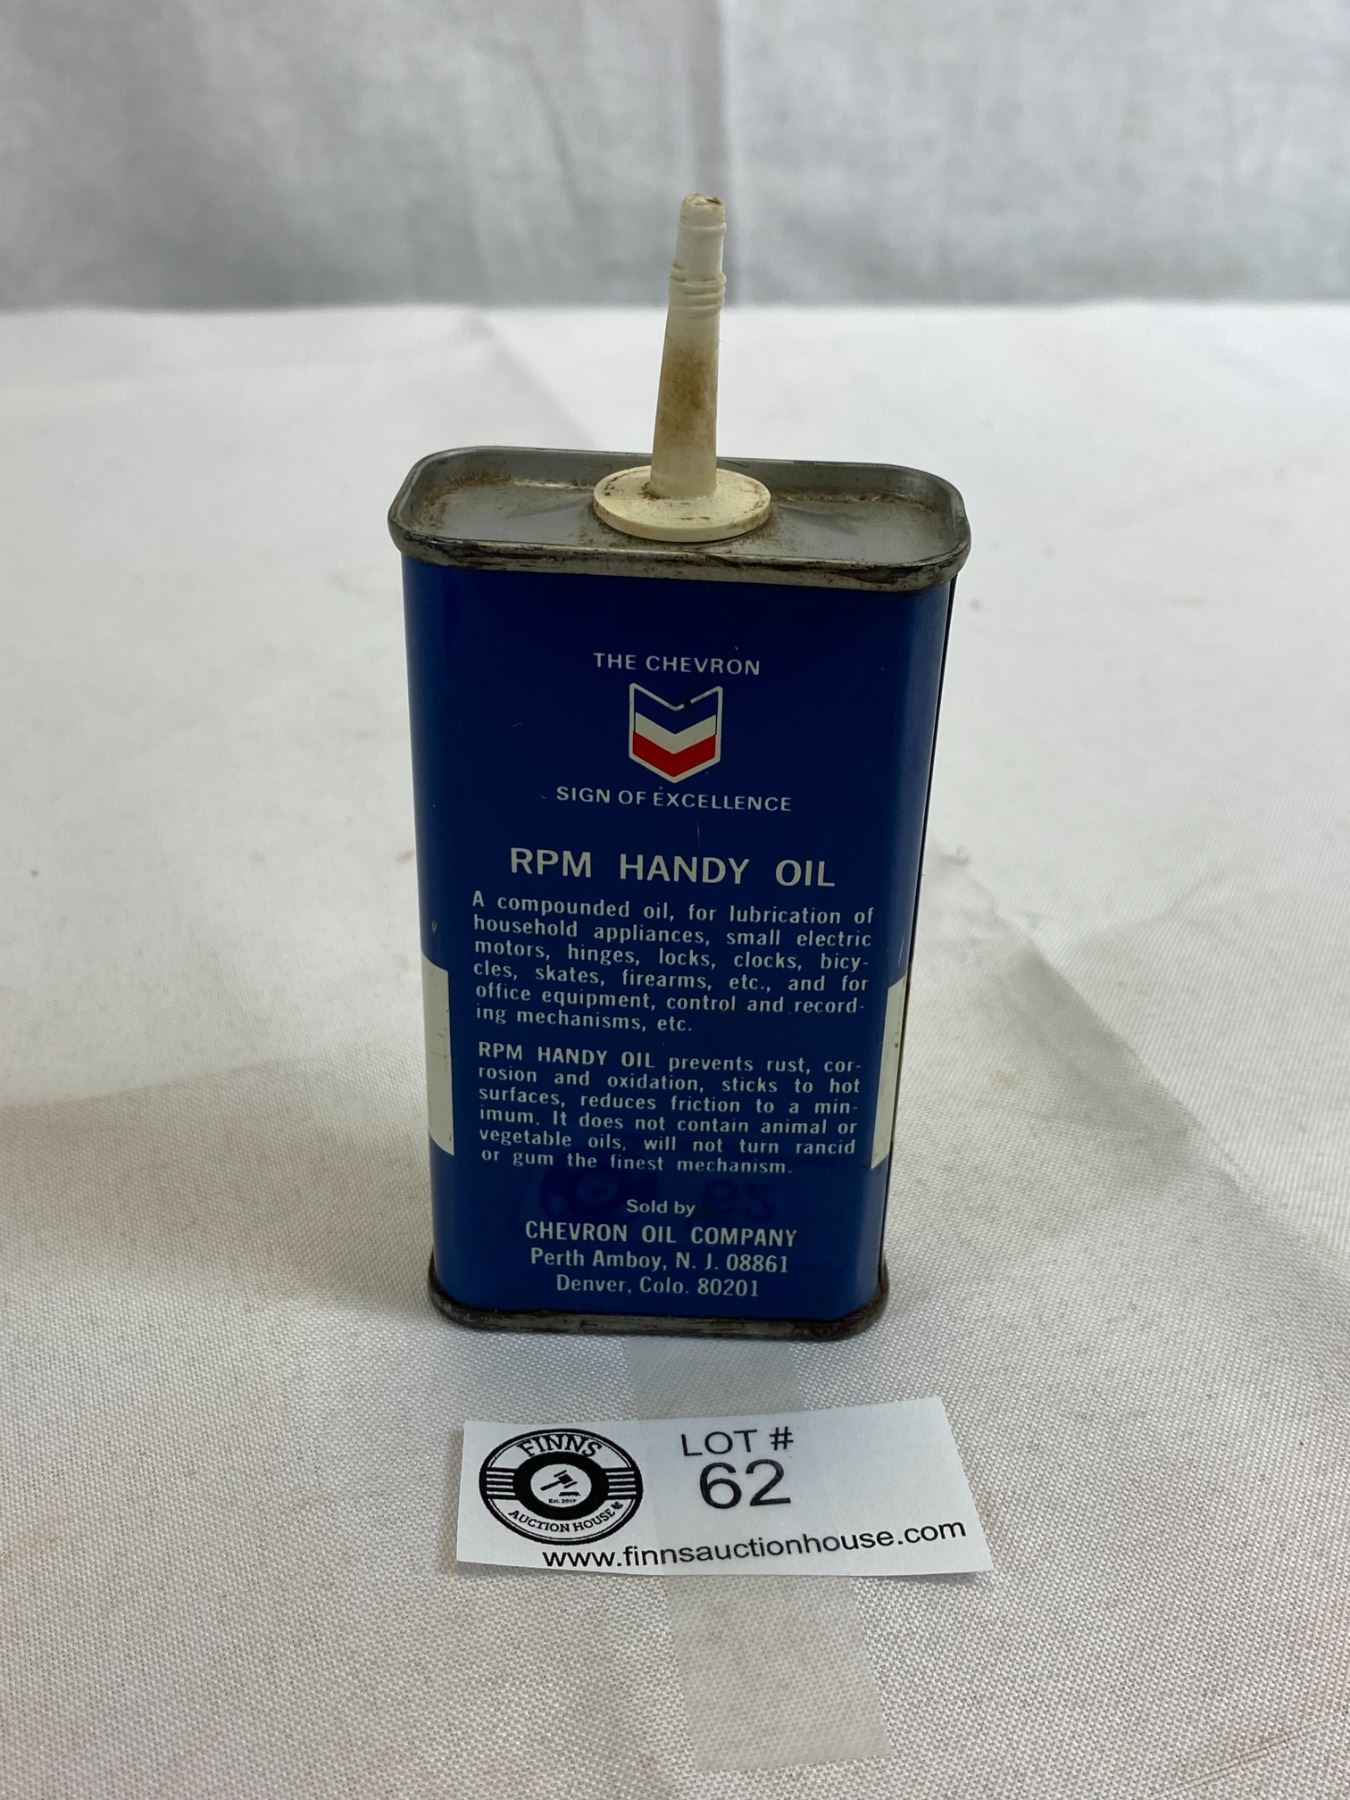 THE CHEVRON
SIGN OF EXCELLENCE
RPM HANDY OIL
A compounded oil, for lubrication of
household appliances, small electric
motors, hinges, locks, clocks, bicy-
cles, skates, firearms, etc., and for
office equipment, control and record-
ing mechanisms, etc.
RPM HANDY OIL prevents rust, cor-
rosion and oxidation, sticks to hot
surfaces, reduces friction to a min-
imum. It does not contain animal or
vegetable oils, will not turn rancid
or gum the finest mechanism.
Sold by
CHEVRON OIL COMPANY
Perth Amboy, N. J. 08861
Denver, Colo. 80201
FINNS
EST. 2017
AUCTION HOUSE
LOT #
62
www.finnsauctionhouse.com